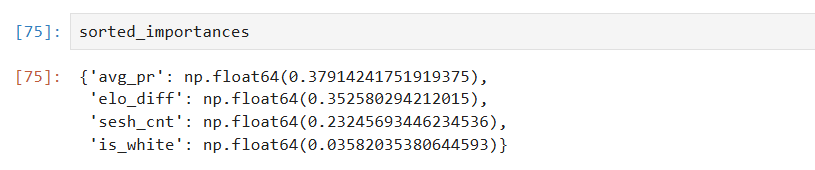 [75]: sorted_importances
[75]: {'avg_pr': np.float64(0.37914241751919375),
'elo_diff': np.float64(0.352580294212015),
'sesh_cnt': np.float64(0.23245693446234536),
'is_white': np.float64(0.03582035380644593)}